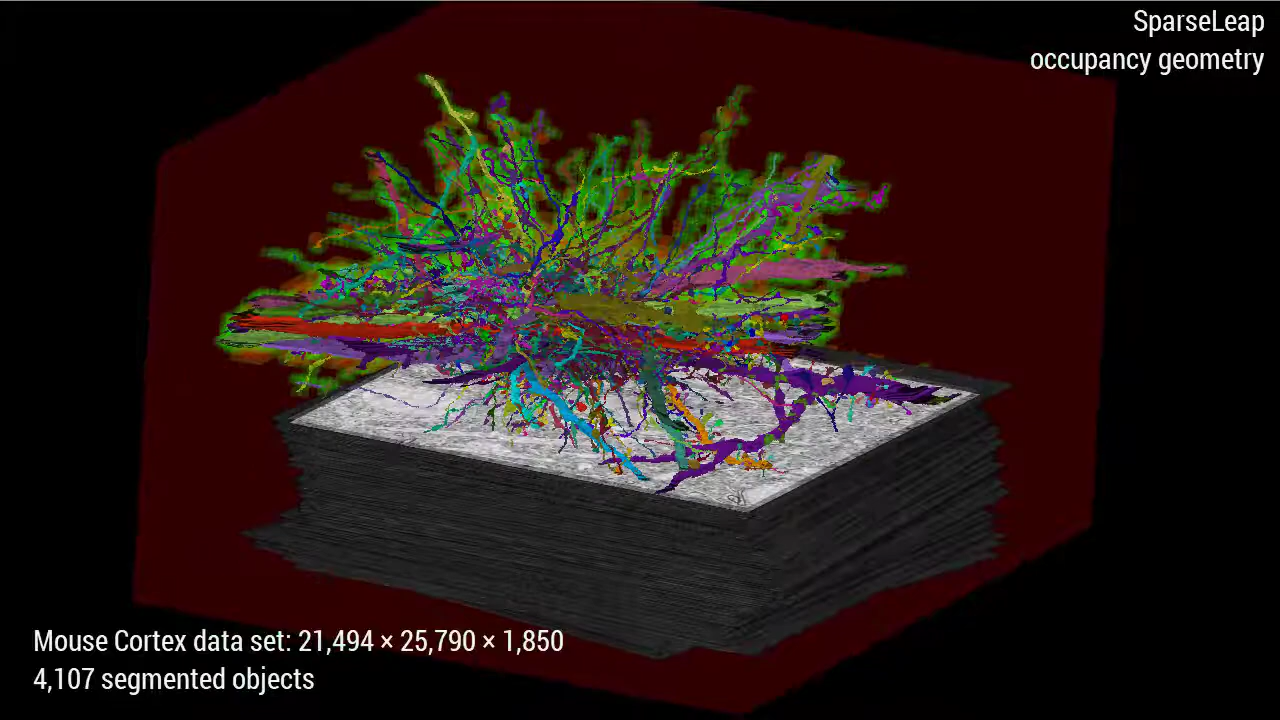 SparseLeap
occupancy geometry
Mouse Cortex data set: 21,494 × 25,790 × 1,850
4,107 segmented objects